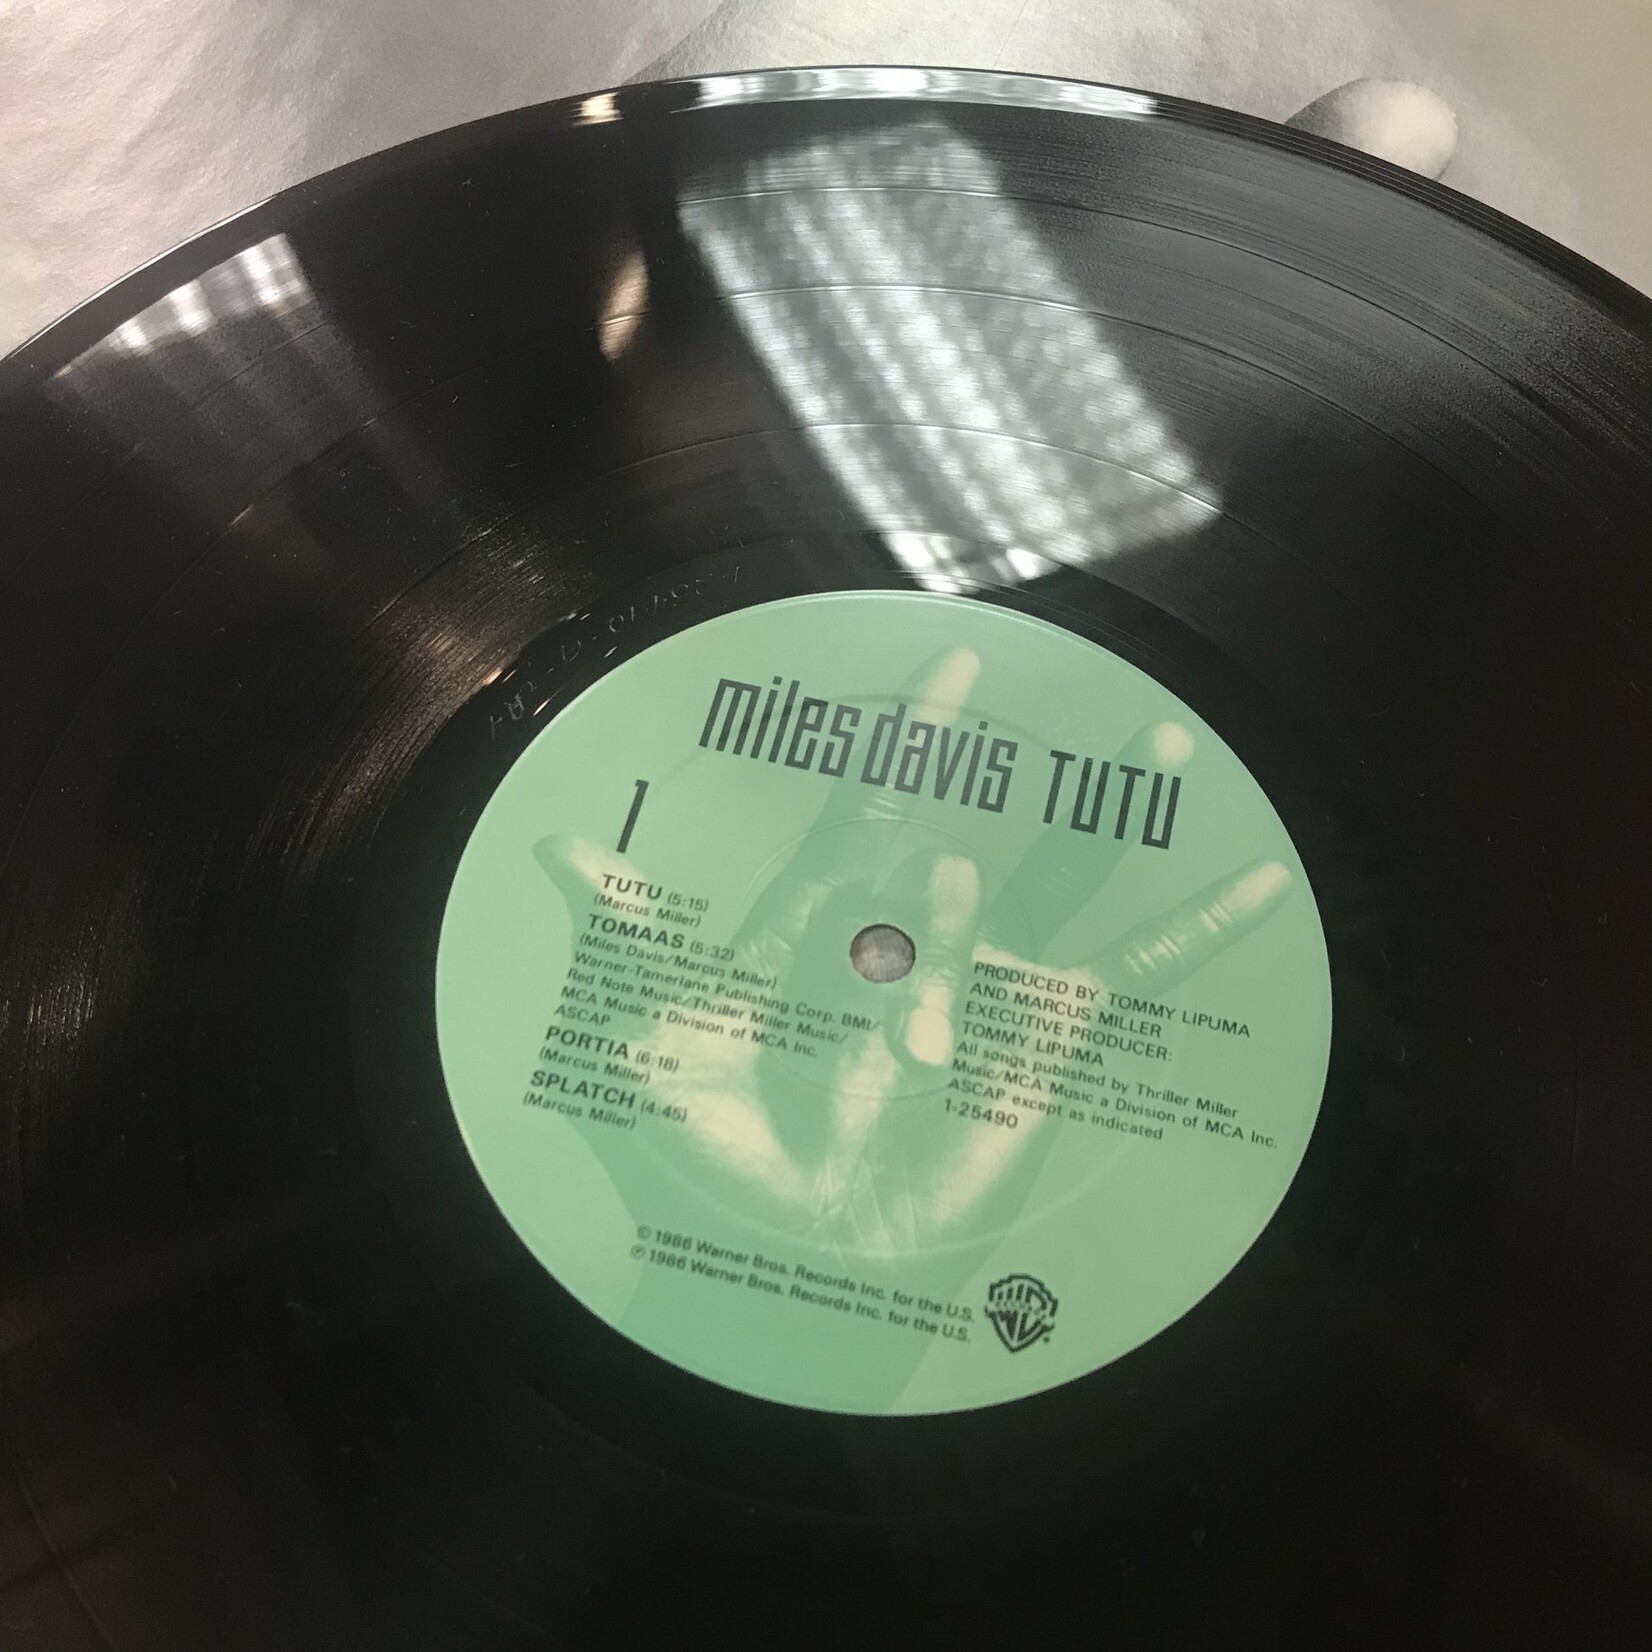 miles davis TUTU
1
TUTU (5:15)
(Marcus Miller)
TOMAAS (5:32)
(Miles Davis/Marcus Miller)
Warner-Tamerlane Publishing Corp. BMI/
Red Note Music/Thriller Miller Music/
MCA Music a Division of MCA Inc.
ASCAP
PORTIA (6:18)
(Marcus Miller)
SPLATCH (4:45)
(Marcus Miller)
PRODUCED BY TOMMY LIPUMA
AND MARCUS MILLER
EXECUTIVE PRODUCER:
TOMMY LIPUMA
All songs published by Thriller Miller
Music/MCA Music a Division of MCA Inc.
ASCAP except as indicated
1-25490
© 1986 Warner Bros. Records Inc. for the U.S.
℗ 1986 Warner Bros. Records Inc. for the U.S.
RECORDS